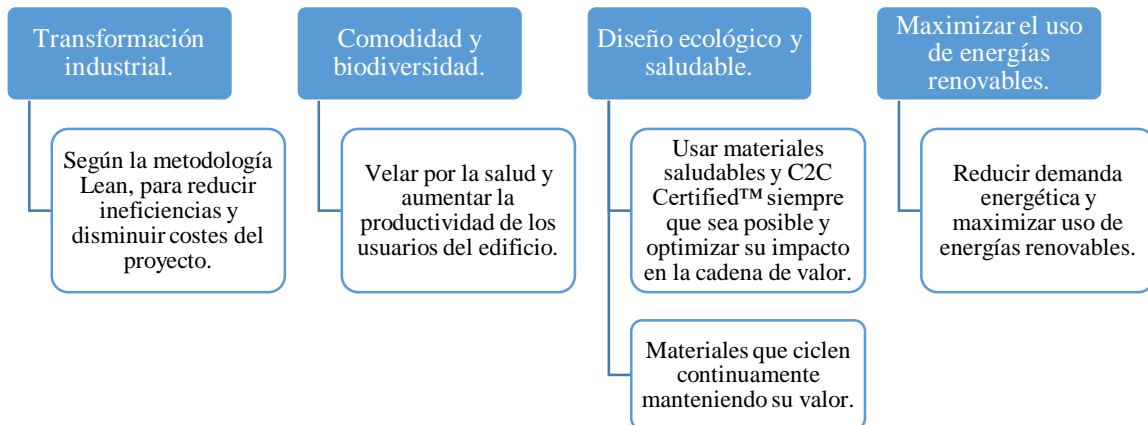 Transformación
industrial.
Según la metodología
Lean, para reducir
ineficiencias y
disminuir costes del
proyecto.
Comodidad y
biodiversidad.
Velar por la salud y
aumentar la
productividad de los
usuarios del edificio.
Diseño ecológico y
saludable.
Usar materiales
saludables y C2C
Certified™ siempre
que sea posible y
optimizar su impacto
en la cadena de valor.
Materiales que ciclen
continuamente
manteniendo su valor.
Maximizar el uso
de energías
renovables.
Reducir demanda
energética y
maximizar uso de
energías renovables.